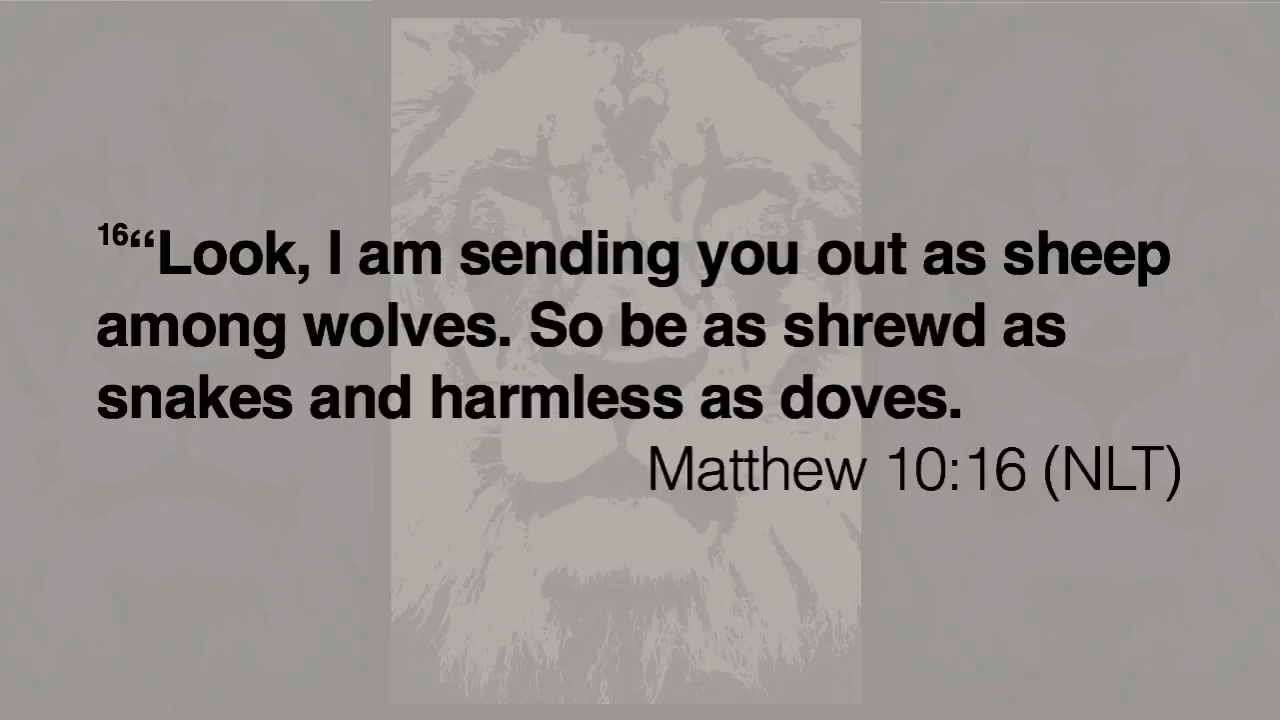 16“Look, I am sending you out as sheep
among wolves. So be as shrewd as
snakes and harmless as doves.
Matthew 10:16 (NLT)